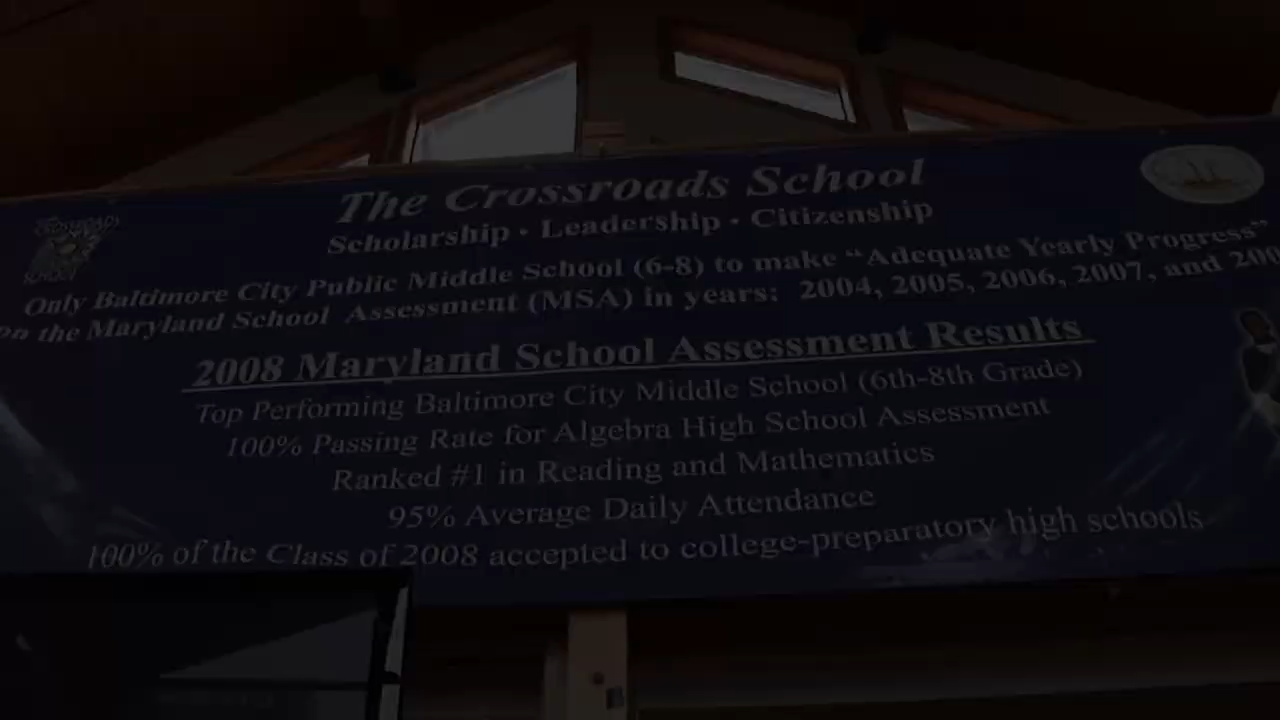 The Crossroads School
CROSSROADS
SCHOOL
Scholarship · Leadership · Citizenship
Only Baltimore City Public Middle School (6-8) to make “Adequate Yearly Progress”
on the Maryland School Assessment (MSA) in years: 2004, 2005, 2006, 2007, and 200
2008 Maryland School Assessment Results
Top Performing Baltimore City Middle School (6th-8th Grade)
100% Passing Rate for Algebra High School Assessment
Ranked #1 in Reading and Mathematics
95% Average Daily Attendance
100% of the Class of 2008 accepted to college-preparatory high schools